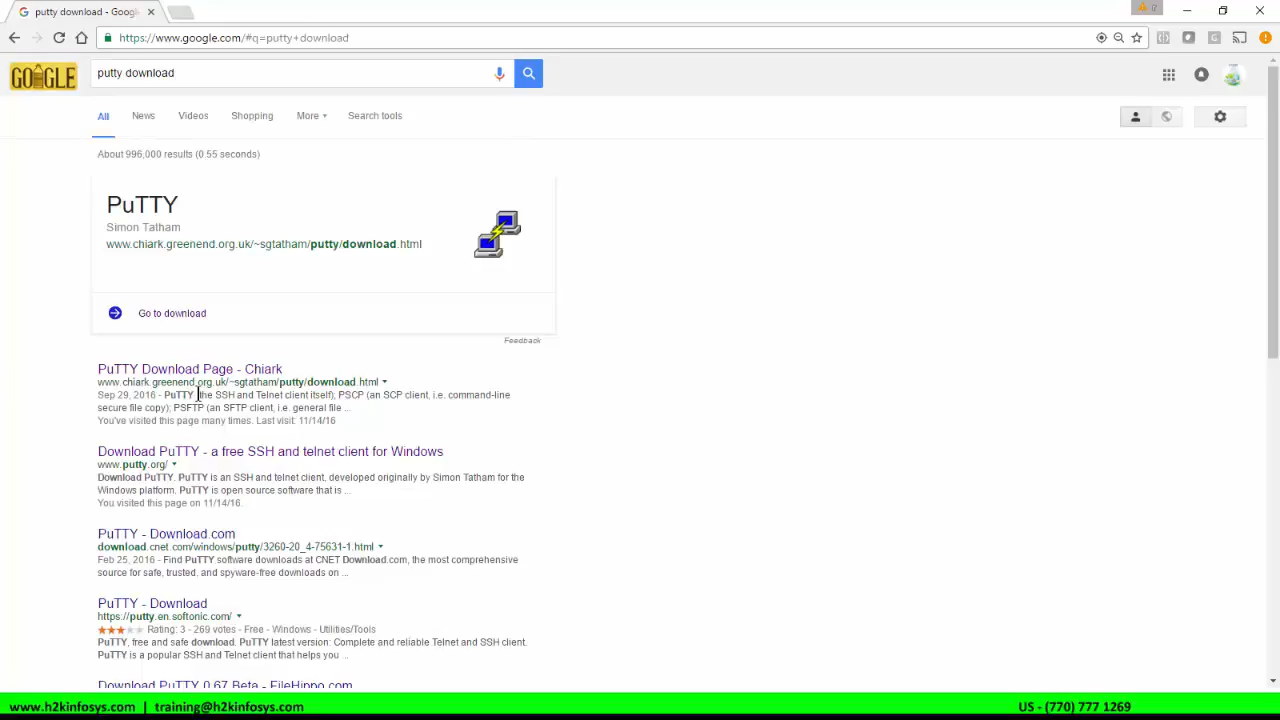 putty download - Goog
https://www.google.com/#q=putty+download
GOOGLE
putty download
All
News
Videos
Shopping
More
Search tools
About 996,000 results (0.55 seconds)
PuTTY
Simon Tatham
www.chiark.greenend.org.uk/~sgtatham/putty/download.html
Go to download
Feedback
PuTTY Download Page - Chiark
www.chiark.greenend.org.uk/~sgtatham/putty/download.html
Sep 29, 2016 - PuTTY (the SSH and Telnet client itself); PSCP (an SCP client, i.e. command-line
secure file copy); PSFTP (an SFTP client, i.e. general file ...
You've visited this page many times. Last visit: 11/14/16
Download PuTTY - a free SSH and telnet client for Windows
www.putty.org/
Download PuTTY. PuTTY is an SSH and telnet client, developed originally by Simon Tatham for the
Windows platform. PuTTY is open source software that is ...
You visited this page on 11/14/16.
PuTTY - Download.com
download.cnet.com/windows/putty/3260-20_4-75631-1.html
Feb 25, 2016 - Find PuTTY software downloads at CNET Download.com, the most comprehensive
source for safe, trusted, and spyware-free downloads on ...
PuTTY - Download
https://putty.en.softonic.com/
Rating: 3 - 269 votes - Free - Windows - Utilities/Tools
PuTTY, free and safe download. PuTTY latest version: Complete and reliable Telnet and SSH client.
PuTTY is a popular SSH and Telnet client that helps you ...
Download PuTTY 0.67 Beta - FileHippo.com
www.h2kinfosys.com | training@h2kinfosys.com
US - (770) 777 1269